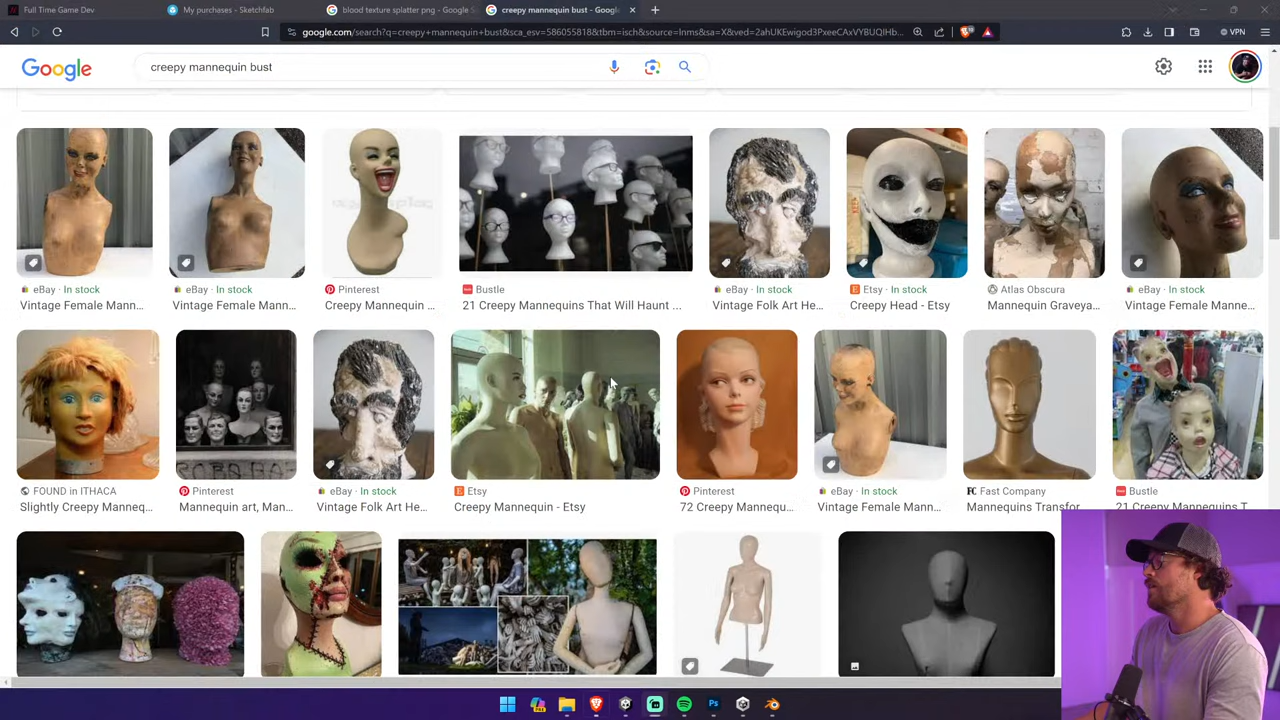 Full Time Game Dev
My purchases - Sketchfab
blood texture splatter png - Google S
creepy mannequin bust - Google
google.com/search?q=creepy+mannequin+bust&sca_esv=586055818&tbm=isch&source=lnms&sa=X&ved=2ahUKEwigod3PxeeCAxVYBUQIHb...
VPN
Google
creepy mannequin bust
eBay · In stock
Vintage Female Mann...
eBay · In stock
Vintage Female Mann...
Pinterest
Creepy Mannequin ...
Bustle
21 Creepy Mannequins That Will Haunt ...
eBay · In stock
Vintage Folk Art He...
Etsy · In stock
Creepy Head - Etsy
Atlas Obscura
Mannequin Graveya...
eBay · In stock
Vintage Female Manne...
FOUND in ITHACA
Slightly Creepy Manneq...
Pinterest
Mannequin art, Man...
eBay · In stock
Vintage Folk Art He...
Etsy
Creepy Mannequin - Etsy
Pinterest
72 Creepy Mannequ...
eBay · In stock
Vintage Female Mann...
FC Fast Company
Mannequins Transfor...
Bustle
21 Creepy Mannequins T...